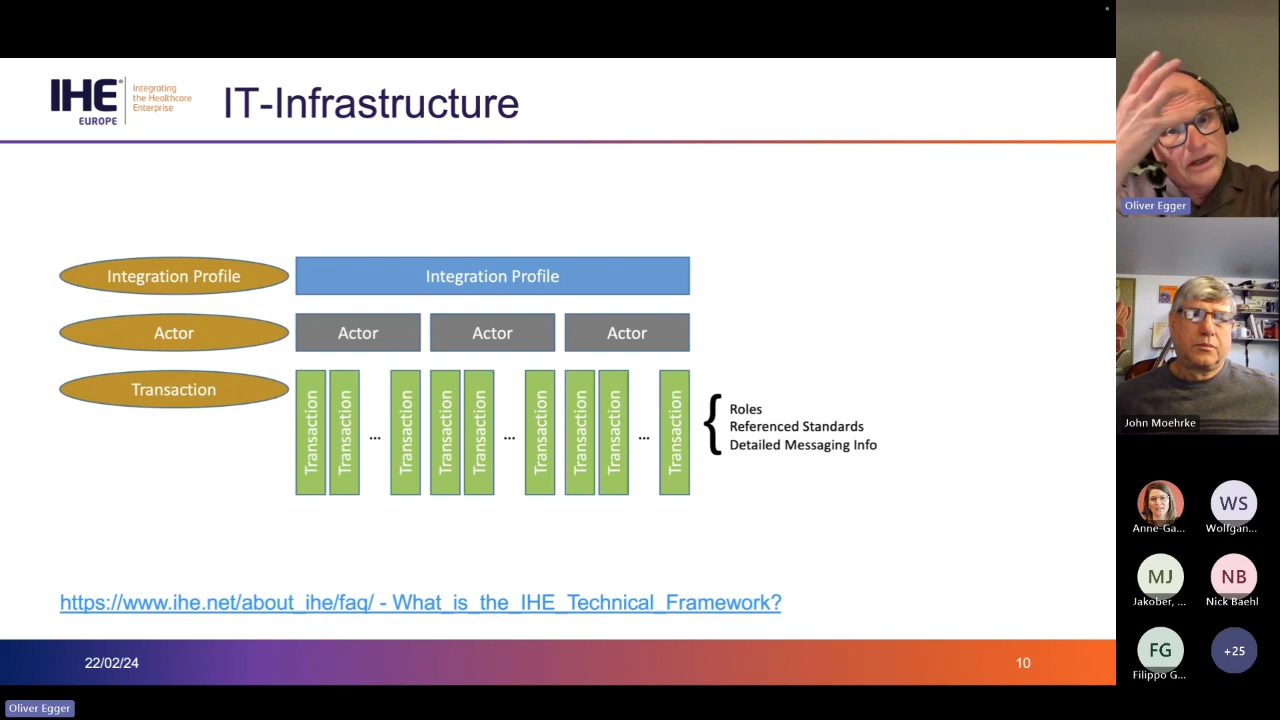 IHE
EUROPE
Integrating
the Healthcare
Enterprise
IT-Infrastructure
Integration Profile
Integration Profile
Actor
Actor
Actor
Actor
Transaction
Transaction
Transaction
...
Transaction
Transaction
Transaction
...
Transaction
Transaction
Transaction
...
Transaction
Roles
Referenced Standards
Detailed Messaging Info
https://www.ihe.net/about_ihe/faq/ - What_is_the_IHE_Technical_Framework?
22/02/24
10
Oliver Egger
John Moehrke
Anne-Ga...
WS
Wolfgan...
MJ
Jakober, ...
NB
Nick Baehl
FG
Filippo G...
+25
Oliver Egger